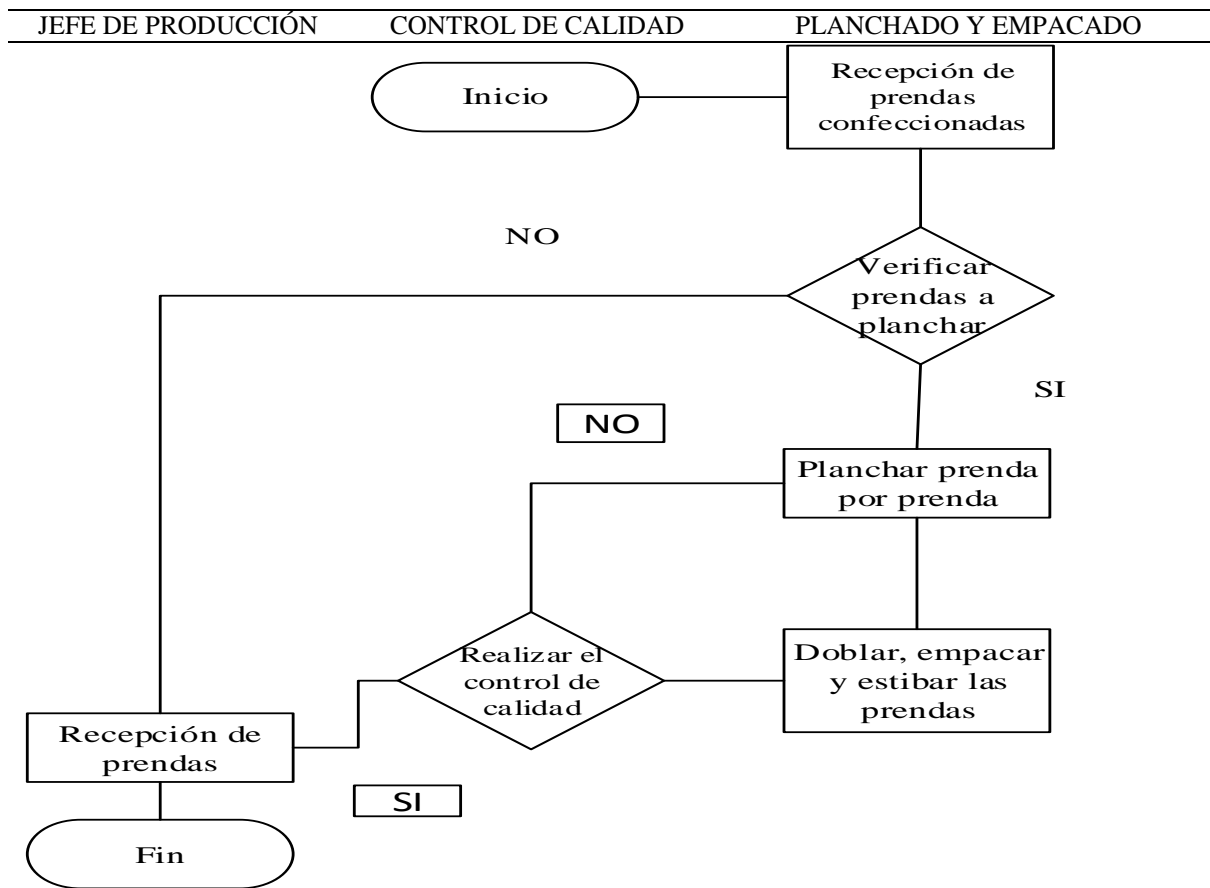 JEFE DE PRODUCCIÓN CONTROL DE CALIDAD PLANCHADO Y EMPACADO
Inicio
Recepción de
prendas
confeccionadas
NO
Verificar
prendas a
planchar
SI
NO
Planchar prenda
por prenda
Realizar el
control de
calidad
Doblar, empacar
y estibar las
prendas
Recepción de
prendas
SI
Fin